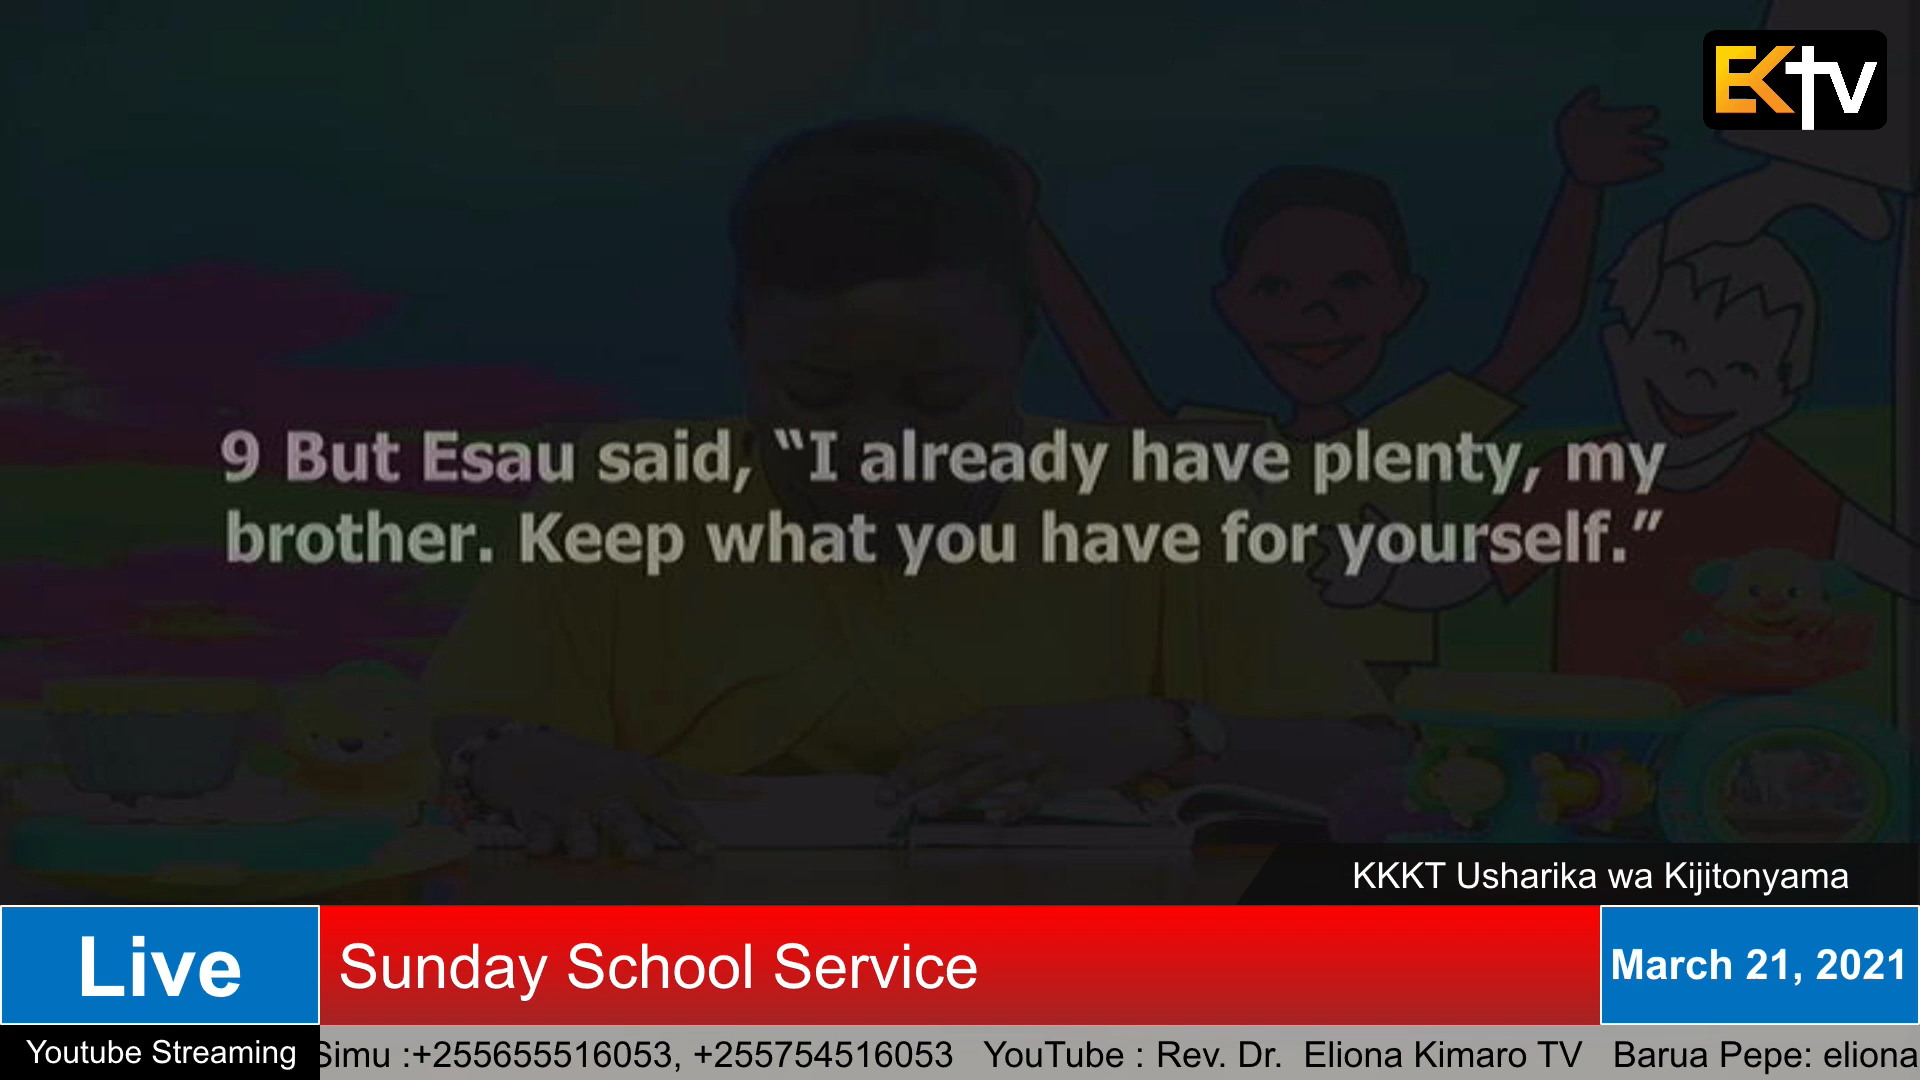 EKTV
9 But Esau said, “I already have plenty, my
brother. Keep what you have for yourself.”
KKKT Usharika wa Kijitonyama
Live
Sunday School Service
March 21, 2021
Youtube Streaming
Simu :+255655516053, +255754516053 YouTube : Rev. Dr. Eliona Kimaro TV Barua Pepe: eliona